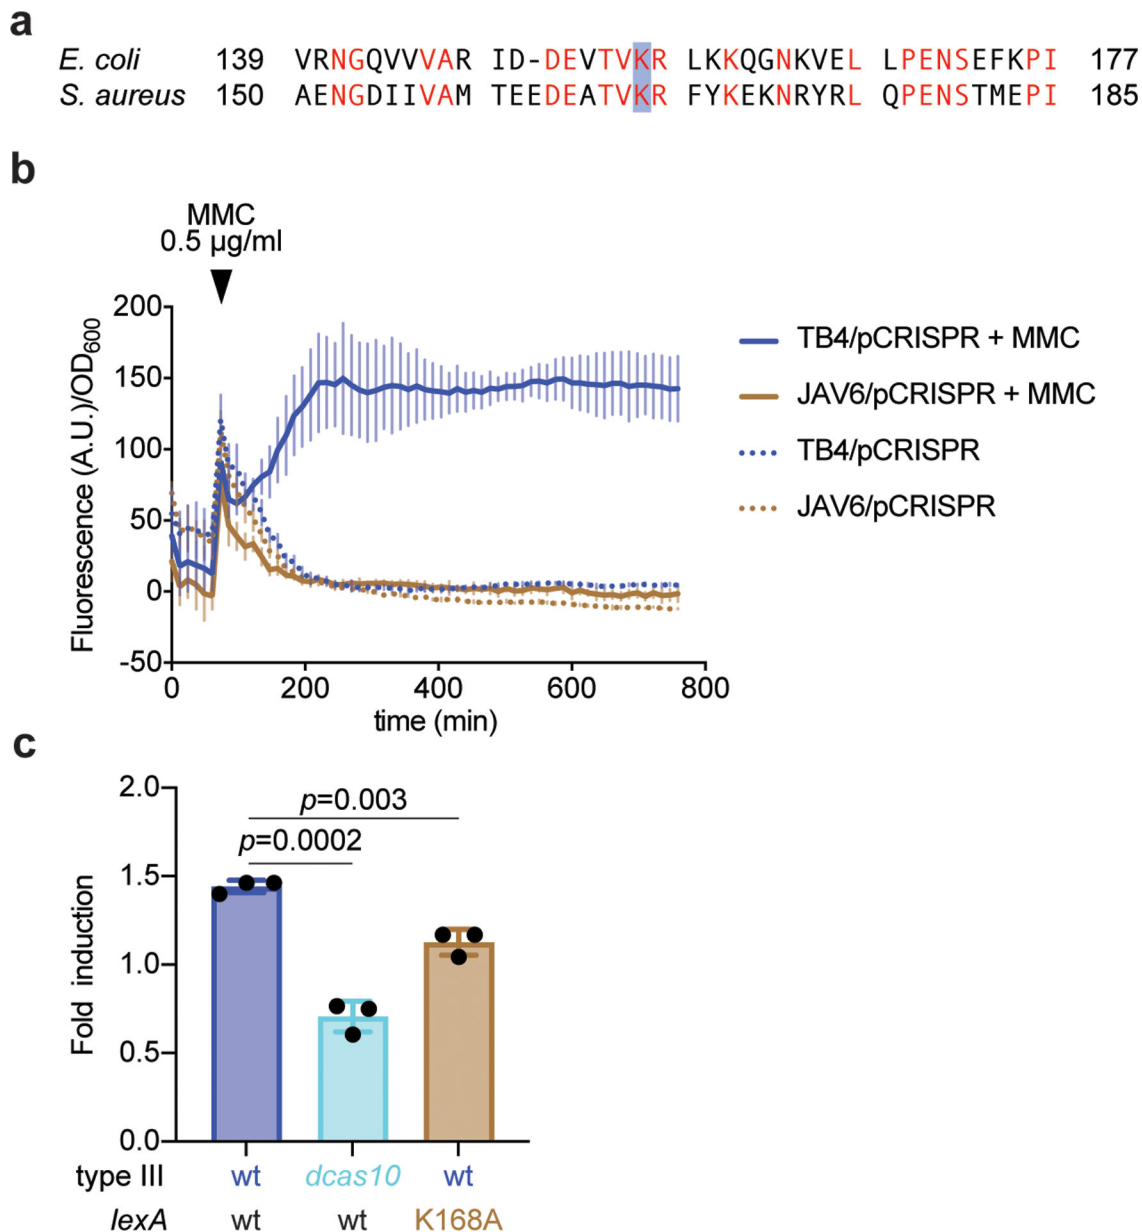 a
E. coli 139 VRNGQVVVAR ID-DEVTVKR LKKQGNKVEL LPENSEFKPI 177
S. aureus 150 AENGDIIVAM TEEDEATVKR FYKEKNRYRL QPENSTMEPI 185
b
MMC
0.5 µg/ml
Fluorescence (A.U.)/OD600
200
150
100
50
0
-50
0 200 400 600 800
time (min)
TB4/pCRISPR + MMC
JAV6/pCRISPR + MMC
TB4/pCRISPR
JAV6/pCRISPR
c
Fold induction
2.0
1.5
1.0
0.5
0.0
p=0.003
p=0.0002
type III wt dcas10 wt
lexA wt wt K168A